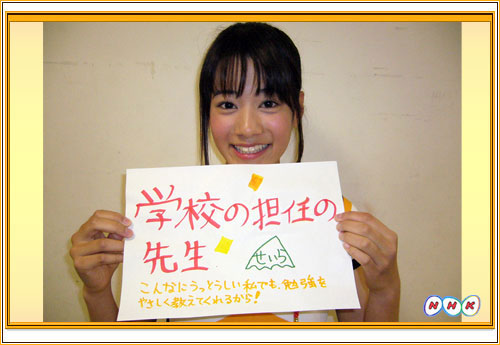 学校の担任の
先生
せいら
こんなにうっとうしい私でも、勉強を
やさしく教えてくれるから!
NHK